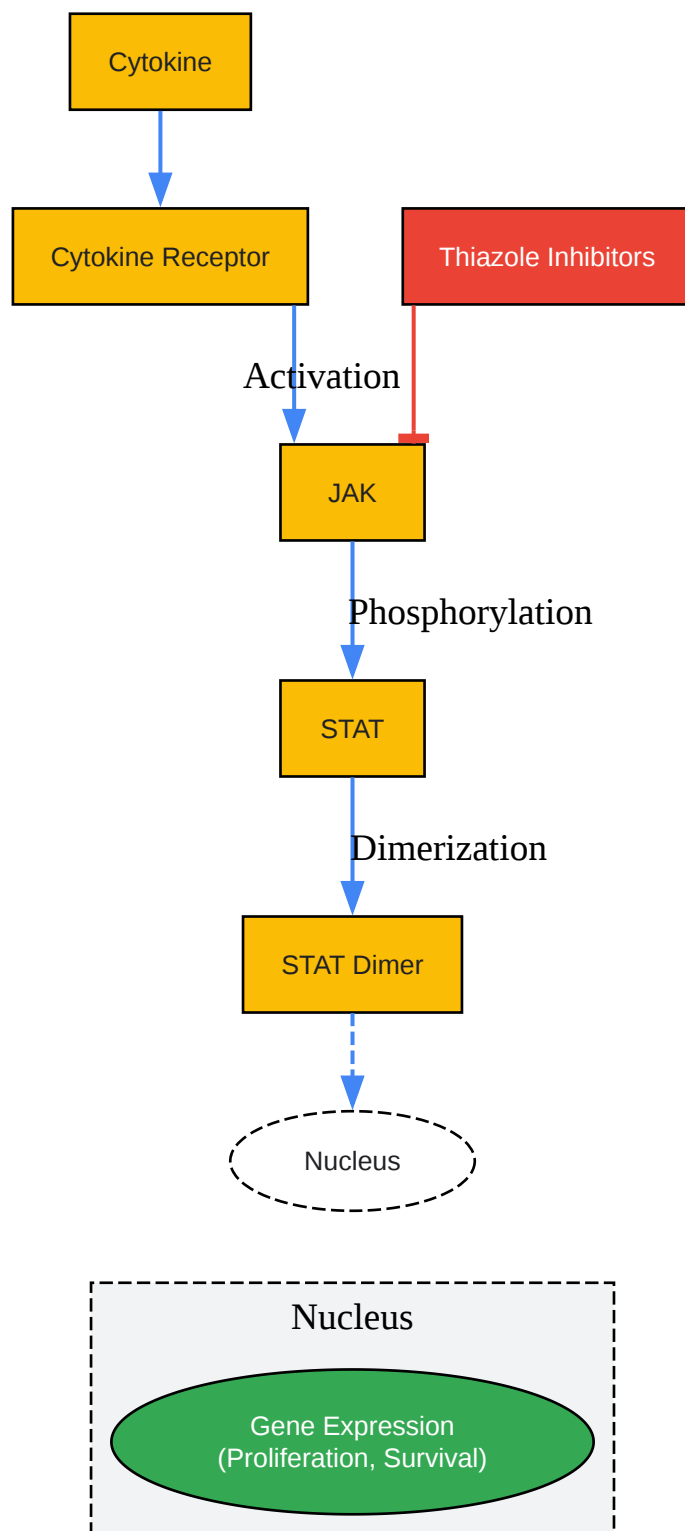 Cytokine
Cytokine Receptor
Thiazole Inhibitors
Activation
JAK
Phosphorylation
STAT
Dimerization
STAT Dimer
Nucleus
Nucleus
Gene Expression
(Proliferation, Survival)